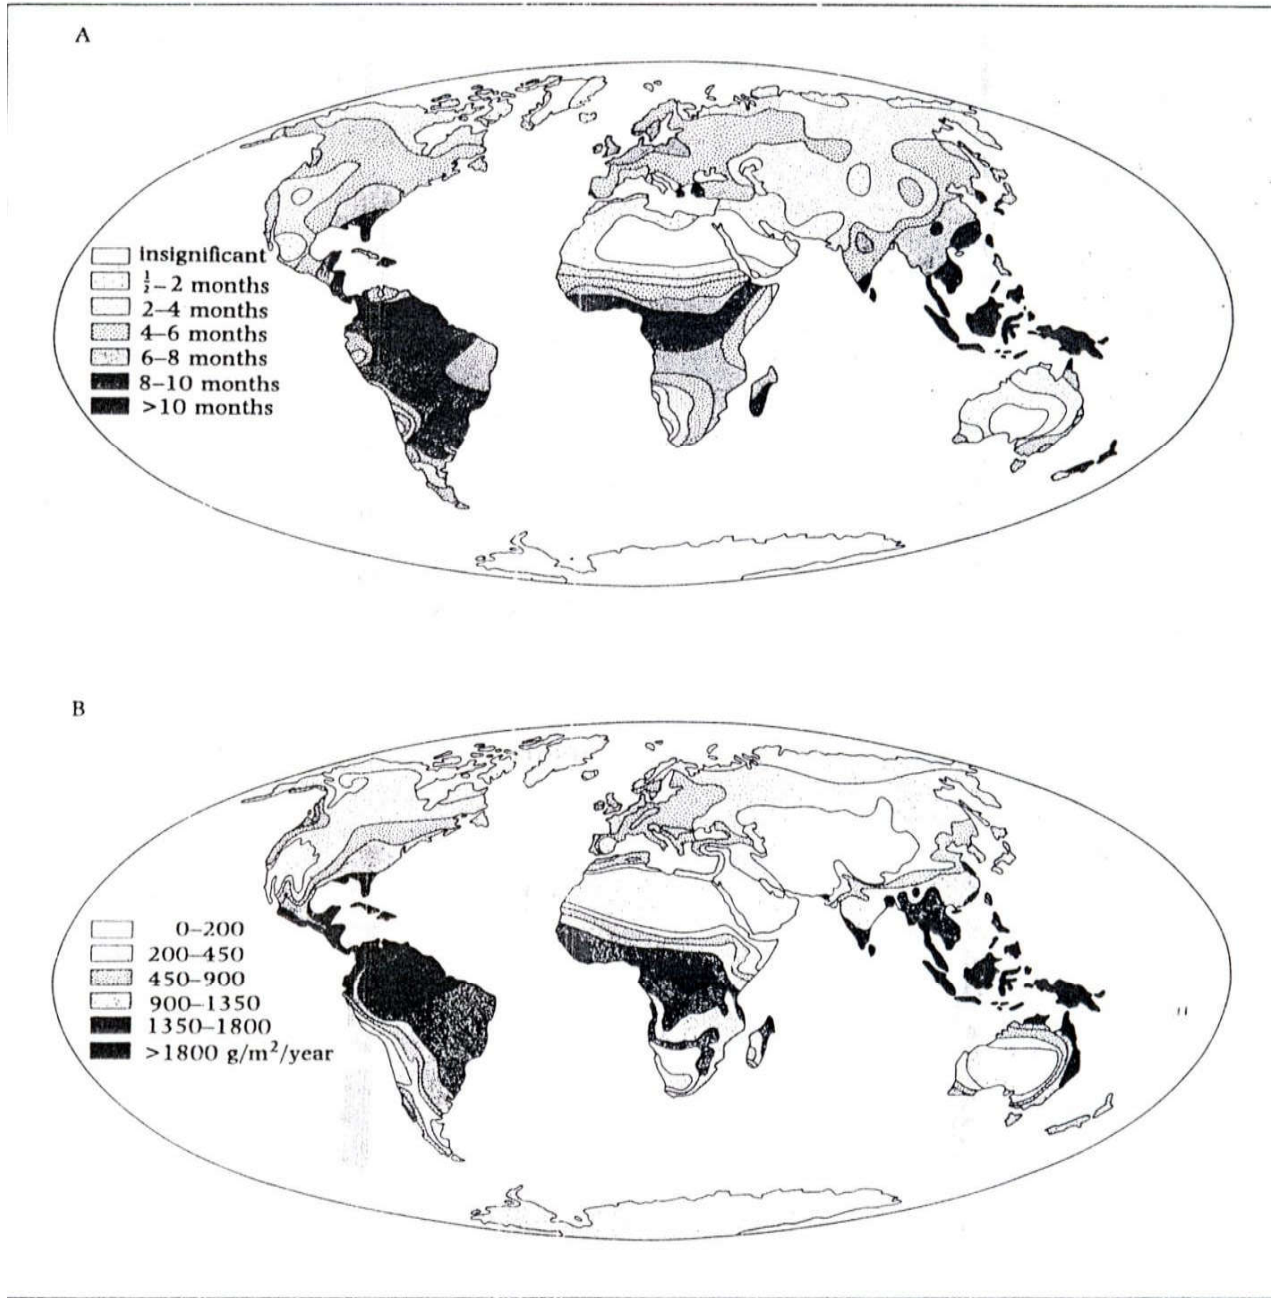 A
insignificant
½–2 months
2–4 months
4–6 months
6–8 months
8–10 months
>10 months
B
0–200
200–450
450–900
900–1350
1350–1800
>1800 g/m²/year